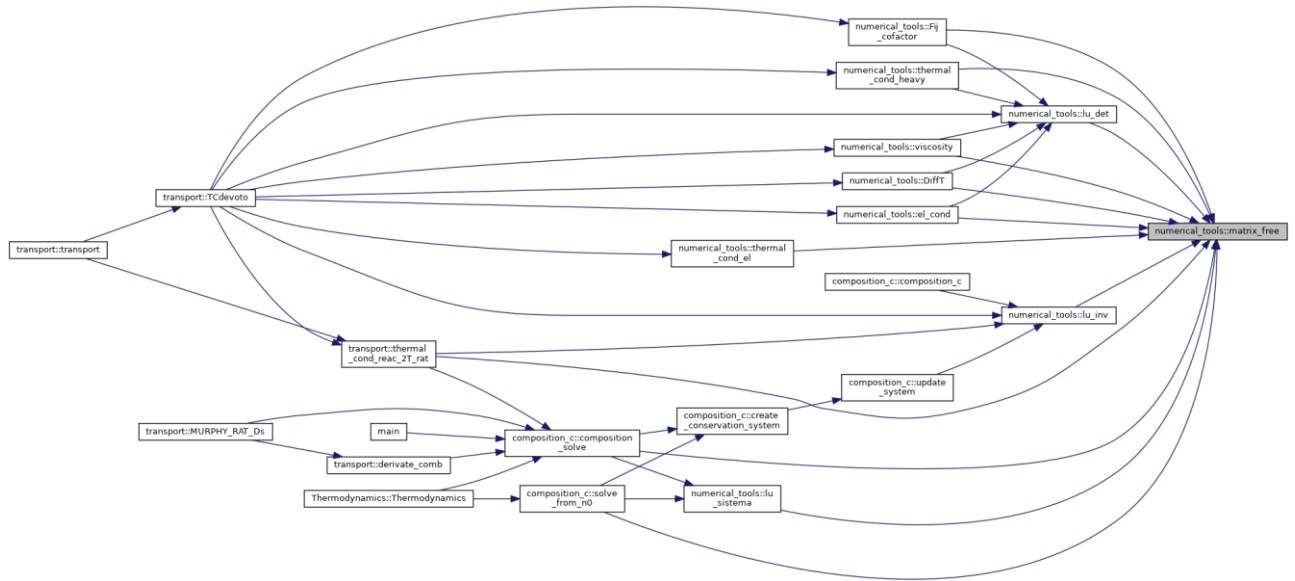 numerical_tools::Fij
_cofactor
numerical_tools::thermal
_cond_heavy
numerical_tools::lu_det
numerical_tools::viscosity
numerical_tools::DiffT
transport::TCdevoto
numerical_tools::el_cond
numerical_tools::matrix_free
transport::transport
numerical_tools::thermal
_cond_el
composition_c::composition_c
numerical_tools::lu_inv
transport::thermal
_cond_reac_2T_rat
composition_c::update
_system
composition_c::create
_conservation_system
transport::MURPHY_RAT_Ds
main
composition_c::composition
_solve
transport::derivate_comb
Thermodynamics::Thermodynamics
composition_c::solve
_from_n0
numerical_tools::lu
_sistema